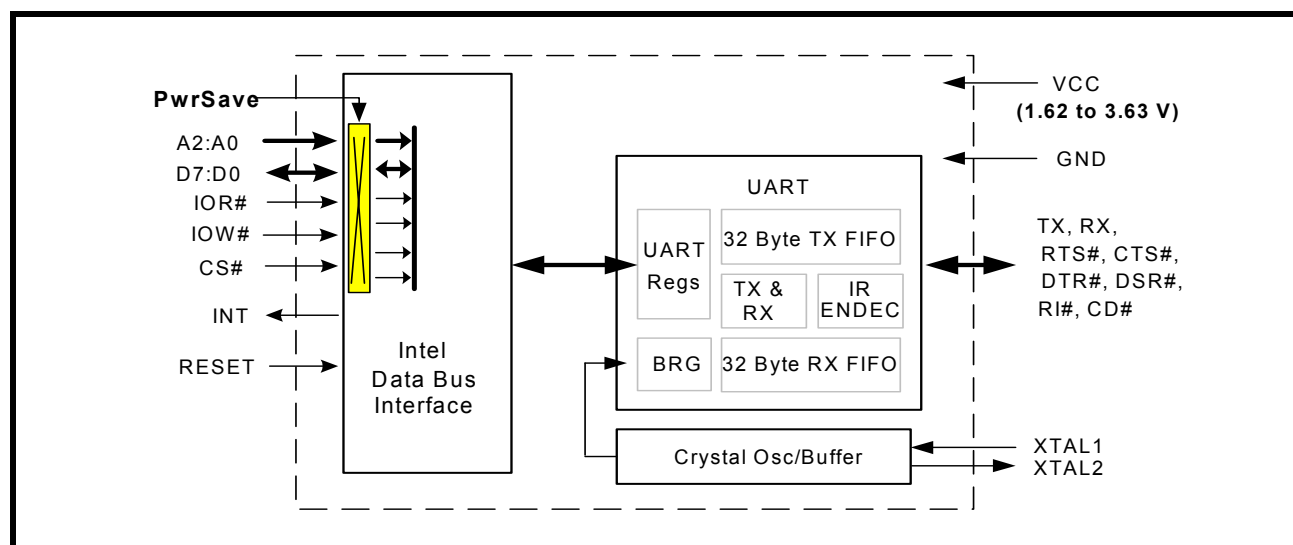 PwrSave
A2:A0
D7:D0
IOR#
IOW#
CS#
INT
RESET
Intel
Data Bus
Interface
UART
UART
Regs
32 Byte TX FIFO
TX &
RX
IR
ENDEC
BRG
32 Byte RX FIFO
Crystal Osc/Buffer
VCC
(1.62 to 3.63 V)
GND
TX, RX,
RTS#, CTS#,
DTR#, DSR#,
RI#, CD#
XTAL1
XTAL2